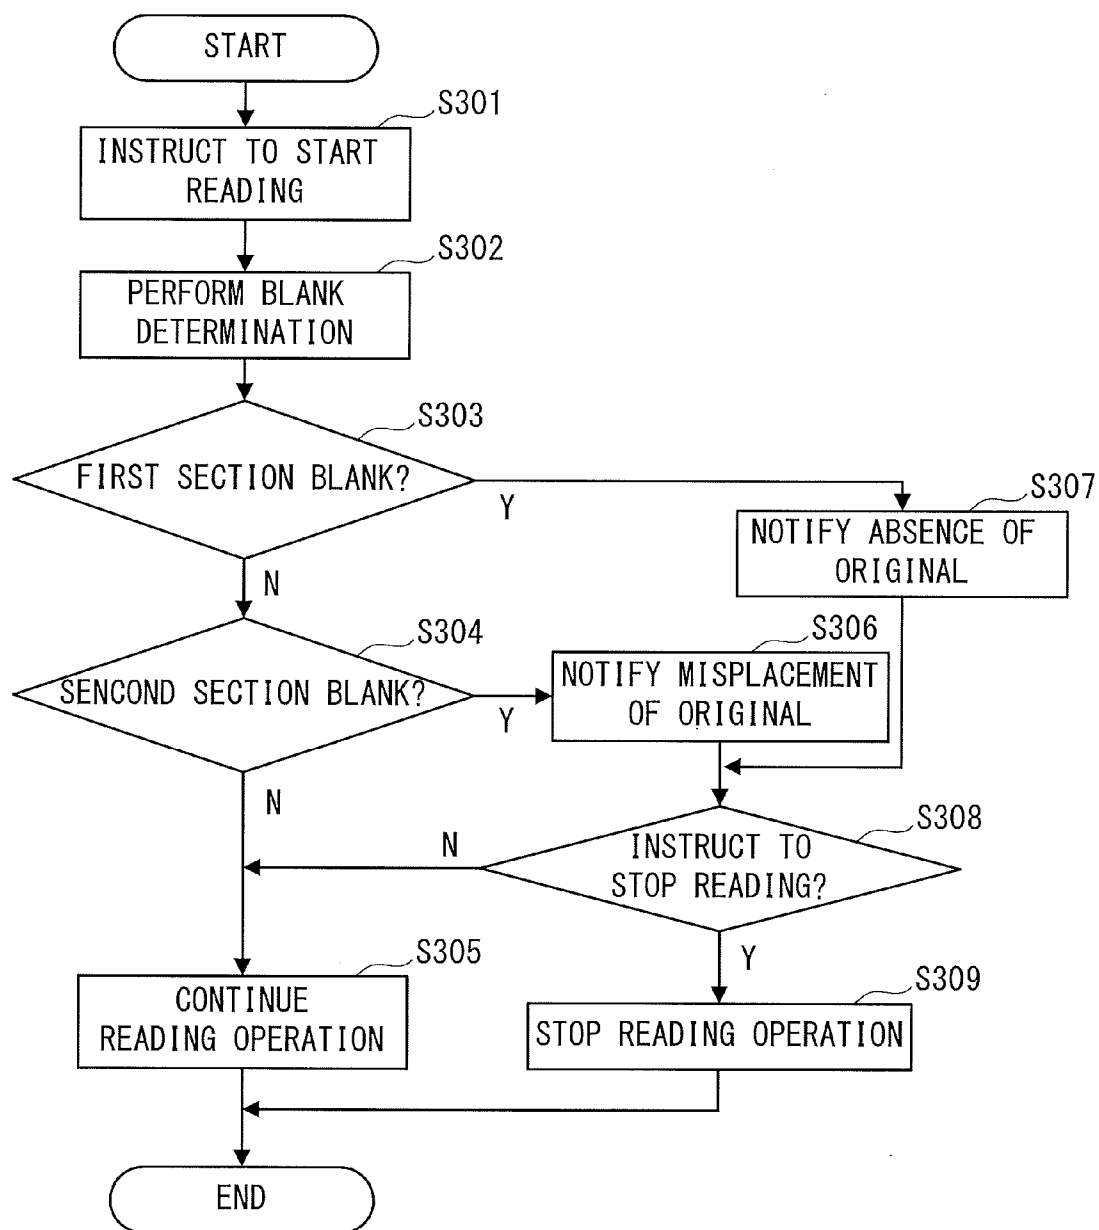 START
S301
INSTRUCT TO START
READING
S302
PERFORM BLANK
DETERMINATION
S303
FIRST SECTION BLANK?
Y
N
S307
NOTIFY ABSENCE OF
ORIGINAL
S304
SENCOND SECTION BLANK?
Y
N
S306
NOTIFY MISPLACEMENT
OF ORIGINAL
S308
INSTRUCT TO
STOP READING?
N
Y
S305
CONTINUE
READING OPERATION
S309
STOP READING OPERATION
END